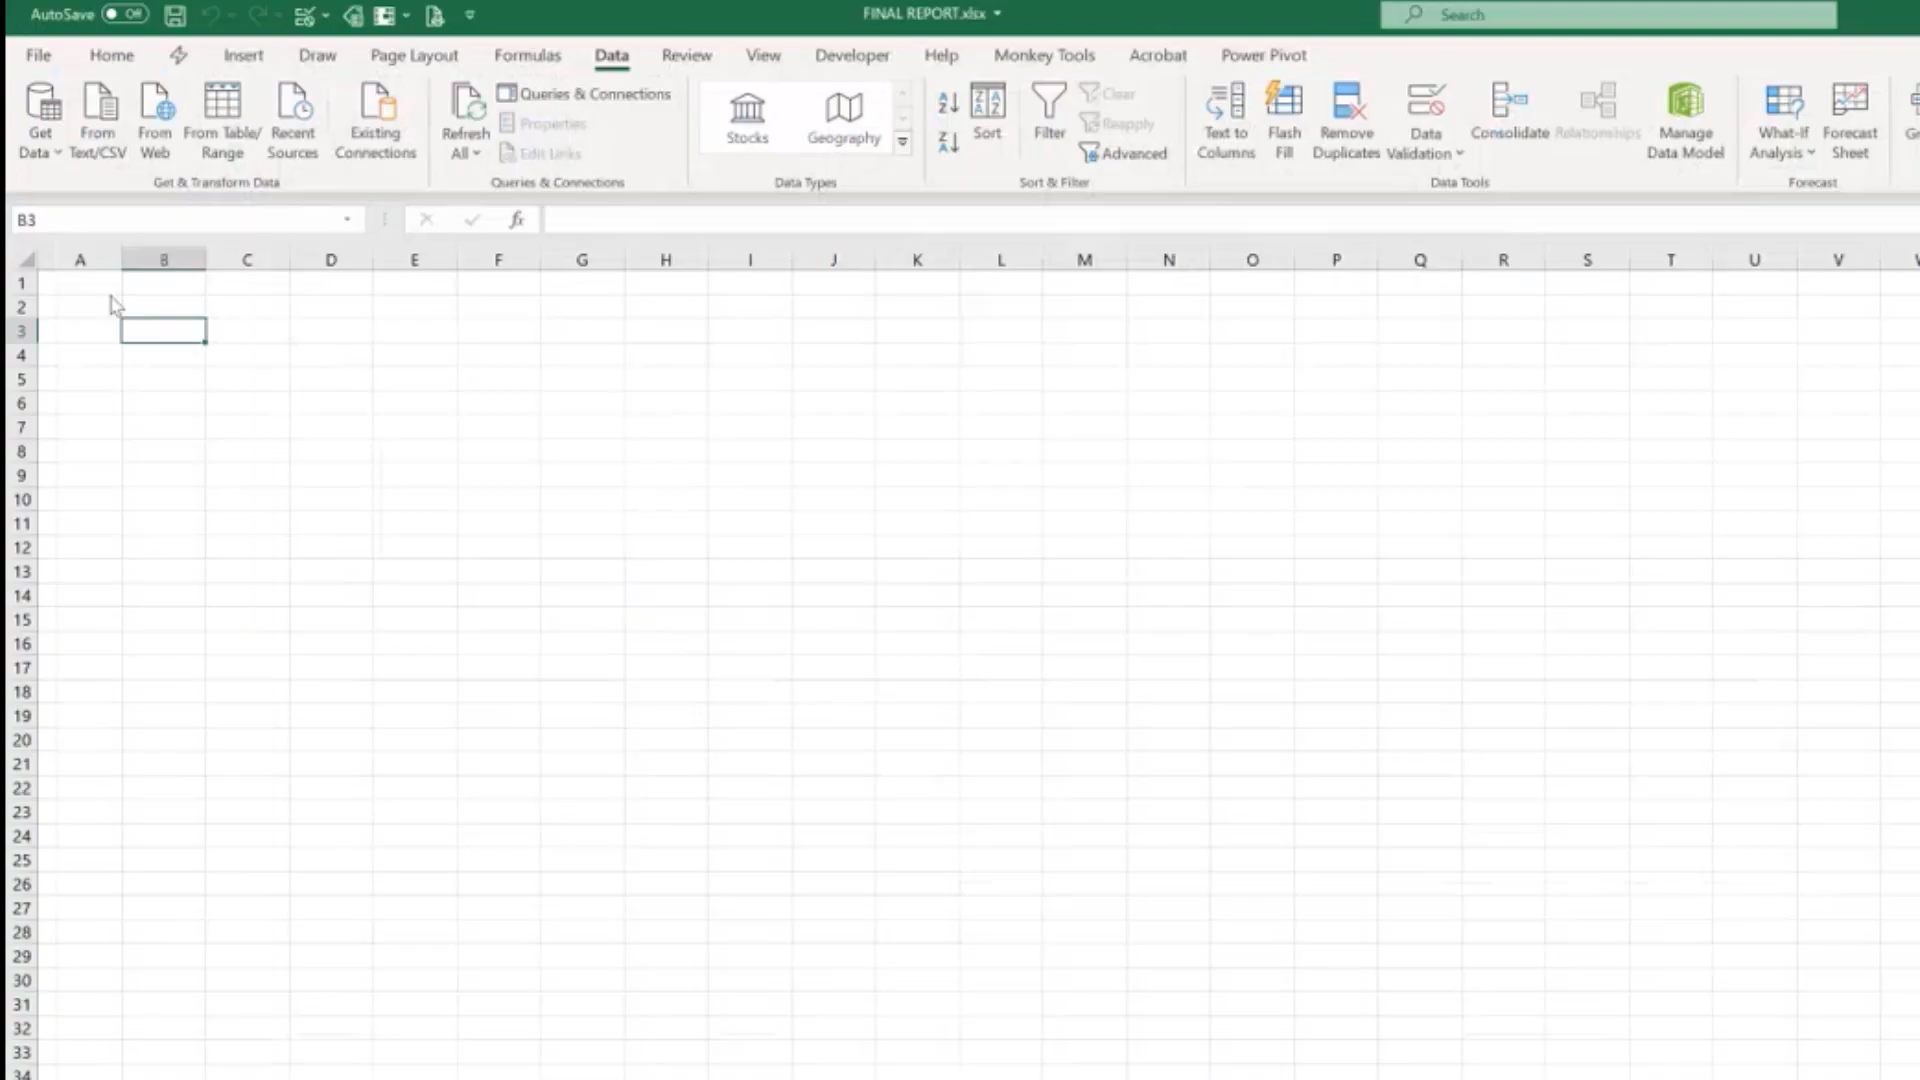 AutoSave Off FINAL REPORT.xlsx Search
File Home Insert Draw Page Layout Formulas Data Review View Developer Help Monkey Tools Acrobat Power Pivot
Get Data From Text/CSV From Web From Table/ Range Recent Sources Existing Connections
Get & Transform Data
Refresh All Queries & Connections
Properties
Edit Links
Queries & Connections
Stocks Geography
Data Types
Sort Filter Clear
Reapply
Advanced
Sort & Filter
Text to Columns Flash Fill Remove Duplicates Data Validation Consolidate Relationships Manage Data Model
Data Tools
What-If Analysis Forecast Sheet
Forecast
B3 fx
A B C D E F G H I J K L M N O P Q R S T U V
1
2
3
4
5
6
7
8
9
10
11
12
13
14
15
16
17
18
19
20
21
22
23
24
25
26
27
28
29
30
31
32
33
34